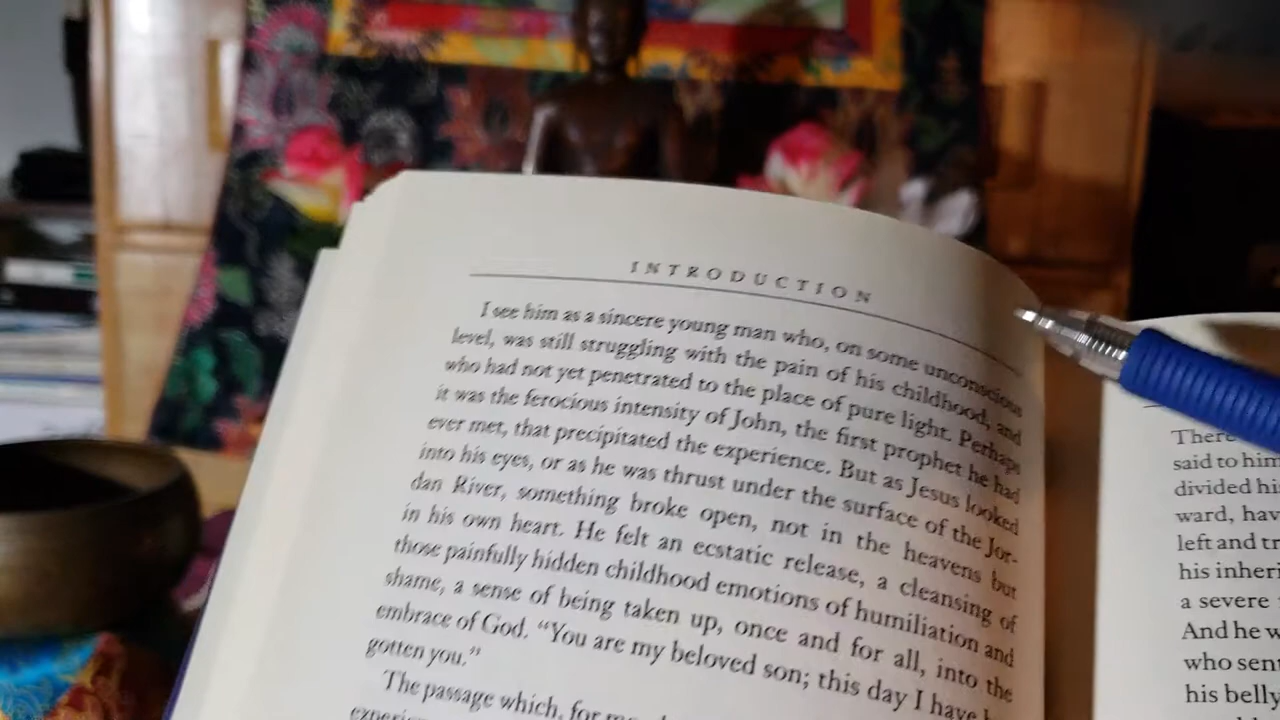 INTRODUCTION
I see him as a sincere young man who, on some unconscious
level, was still struggling with the pain of his childhood, and
who had not yet penetrated to the place of pure light. Perhaps
it was the ferocious intensity of John, the first prophet he had
ever met, that precipitated the experience. But as Jesus looked
into his eyes, or as he was thrust under the surface of the Jor-
dan River, something broke open, not in the heavens but
in his own heart. He felt an ecstatic release, a cleansing of
those painfully hidden childhood emotions of humiliation and
shame, a sense of being taken up, once and for all, into the
embrace of God. “You are my beloved son; this day I have
gotten you.”
The passage which, for
There
said to him
divided his
ward, hav
left and tr
his inheri
a severe
And he w
who sent
his belly